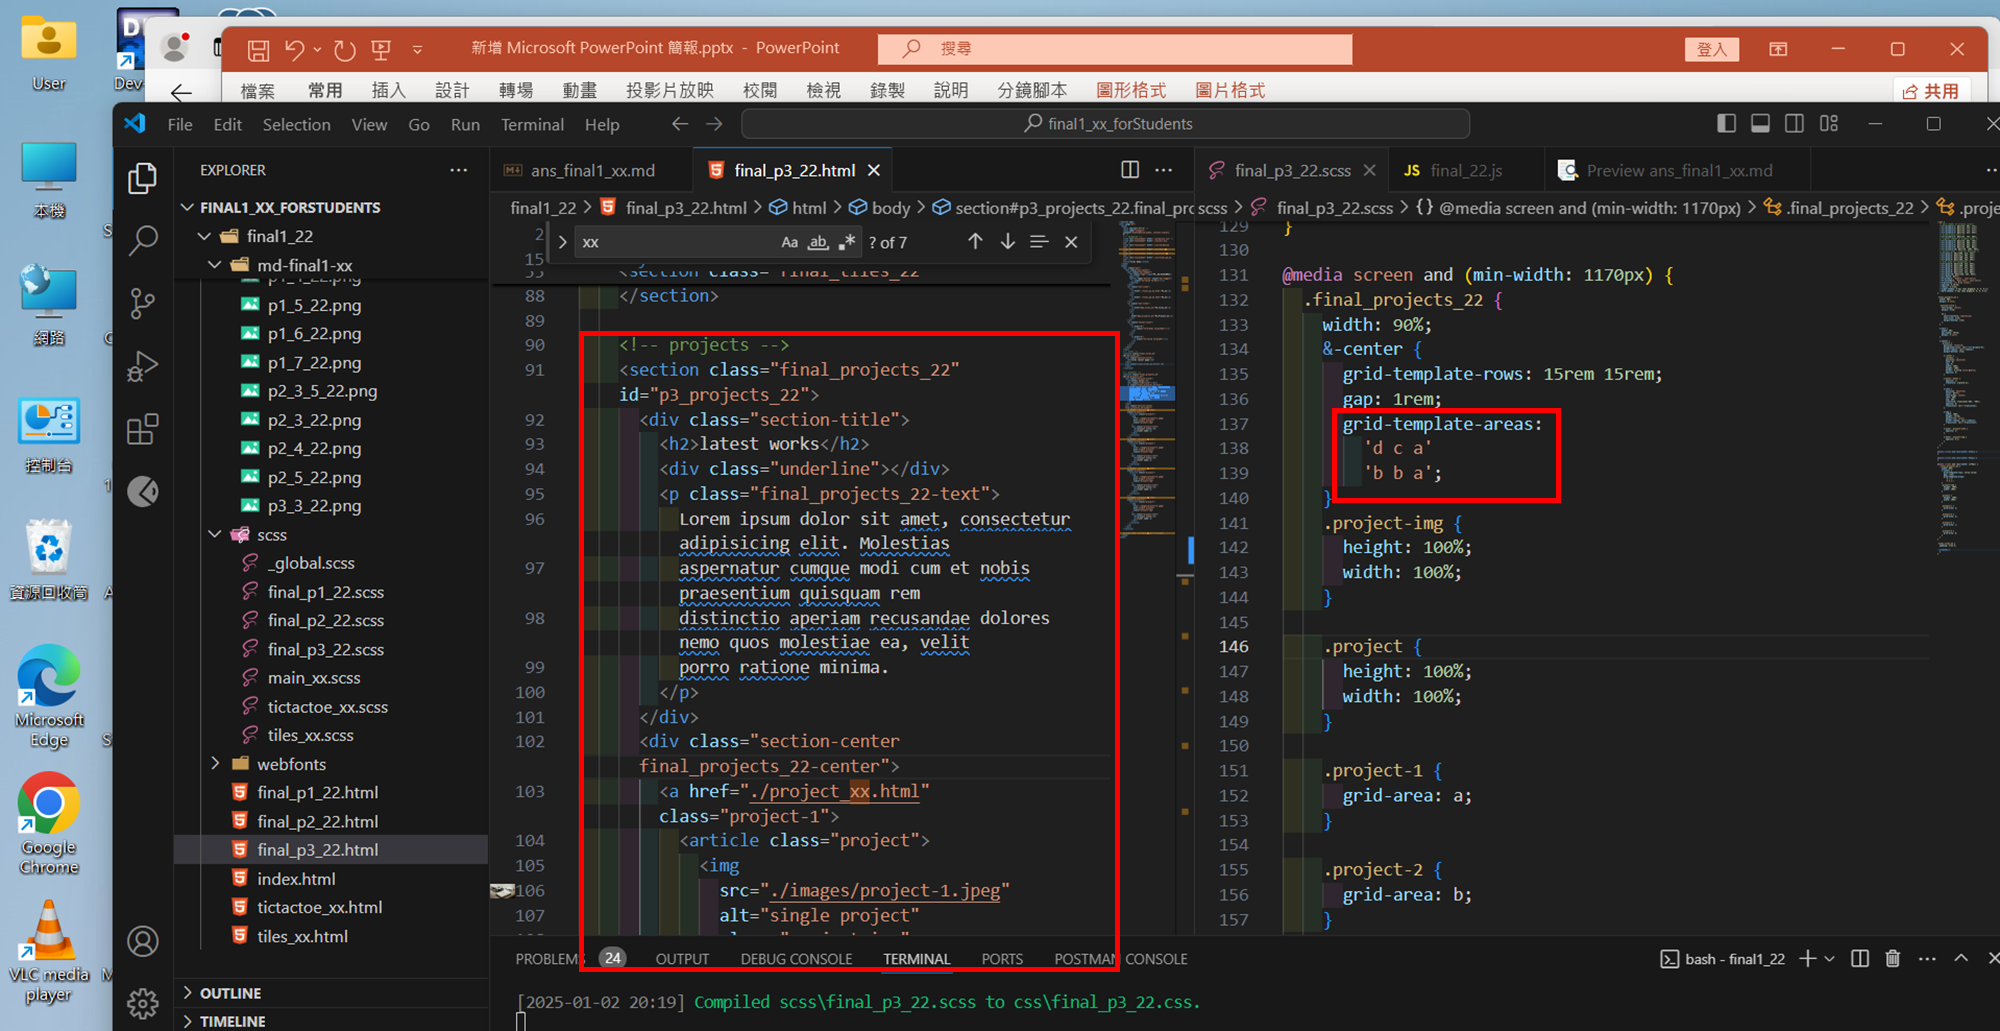 User
Dev
本機
網路
控制台
資源回收筒
Microsoft
Edge
Google
Chrome
VLC media
player
新增 Microsoft PowerPoint 簡報.pptx - PowerPoint
搜尋
登入
檔案 常用 插入 設計 轉場 動畫 投影片放映 校閱 檢視 錄製 說明 分鏡腳本 圖形格式 圖片格式
共用
File Edit Selection View Go Run Terminal Help
final1_xx_forStudents
EXPLORER
FINAL1_XX_FORSTUDENTS
final1_22
md-final1-xx
p1_4_22.png
p1_5_22.png
p1_6_22.png
p1_7_22.png
p2_3_5_22.png
p2_3_22.png
p2_4_22.png
p2_5_22.png
p3_3_22.png
scss
_global.scss
final_p1_22.scss
final_p2_22.scss
final_p3_22.scss
main_xx.scss
tictactoe_xx.scss
tiles_xx.scss
webfonts
final_p1_22.html
final_p2_22.html
final_p3_22.html
index.html
tictactoe_xx.html
tiles_xx.html
OUTLINE
TIMELINE
ans_final1_xx.md
final_p3_22.html
final1_22 > final_p3_22.html > html > body > section#p3_projects_22.final_pro
xx
Aa ab .* ? of 7
<section class="final_tiles_22"
88 </section>
89
90 <!-- projects -->
91 <section class="final_projects_22"
id="p3_projects_22">
92 <div class="section-title">
93 <h2>latest works</h2>
94 <div class="underline"></div>
95 <p class="final_projects_22-text">
96 Lorem ipsum dolor sit amet, consectetur
adipisicing elit. Molestias
97 aspernatur cumque modi cum et nobis
praesentium quisquam rem
98 distinctio aperiam recusandae dolores
nemo quos molestiae ea, velit
99 porro ratione minima.
100 </p>
101 </div>
102 <div class="section-center
final_projects_22-center">
103 <a href="./project_xx.html"
class="project-1">
104 <article class="project">
105 <img
106 src="./images/project-1.jpeg"
107 alt="single project"
final_p3_22.scss
final_22.js
Preview ans_final1_xx.md
scss > final_p3_22.scss > {} @media screen and (min-width: 1170px) > .final_projects_22 > .proje
129 }
130
131 @media screen and (min-width: 1170px) {
132 .final_projects_22 {
133 width: 90%;
134 &-center {
135 grid-template-rows: 15rem 15rem;
136 gap: 1rem;
137 grid-template-areas:
138 'd c a'
139 'b b a';
140 }
141 .project-img {
142 height: 100%;
143 width: 100%;
144 }
145
146 .project {
147 height: 100%;
148 width: 100%;
149 }
150
151 .project-1 {
152 grid-area: a;
153 }
154
155 .project-2 {
156 grid-area: b;
157 }
PROBLEMS 24 OUTPUT DEBUG CONSOLE TERMINAL PORTS POSTMAN CONSOLE
bash - final1_22
[2025-01-02 20:19] Compiled scss\final_p3_22.scss to css\final_p3_22.css.